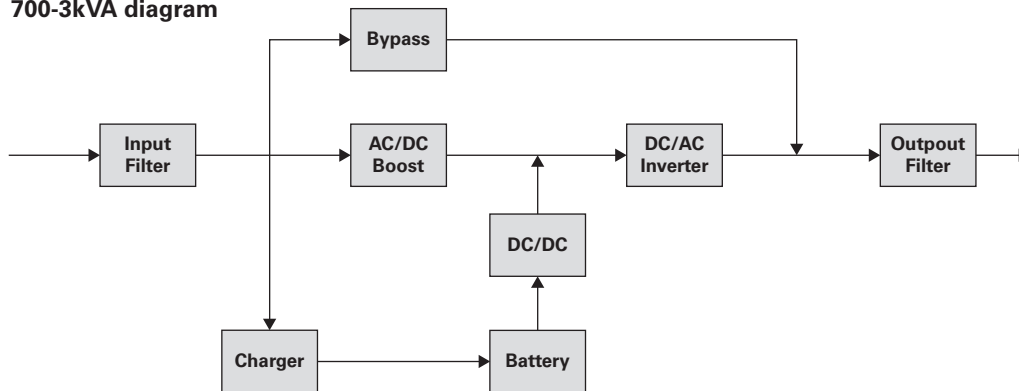 700-3kVA diagram
Bypass
Input
Filter
AC/DC
Boost
DC/AC
Inverter
Outpout
Filter
DC/DC
Charger
Battery